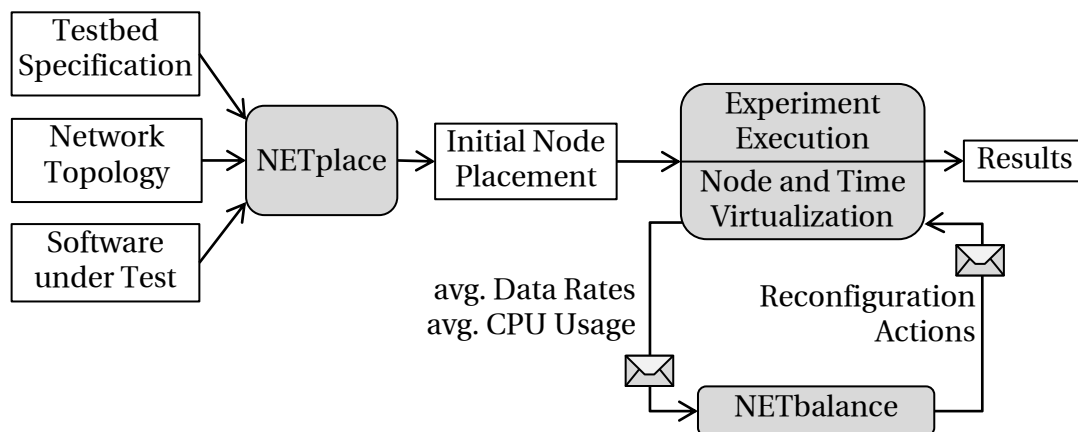 Testbed
Specification
Network
Topology
Software
under Test
NETplace
Initial Node
Placement
Experiment
Execution
Node and Time
Virtualization
Results
avg. Data Rates
avg. CPU Usage
Reconfiguration
Actions
NETbalance